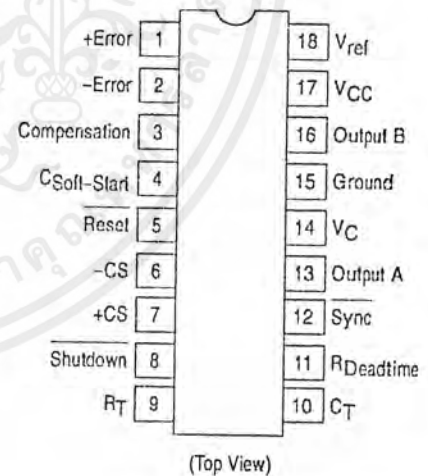 +Error 1
–Error 2
Compensation 3
CSoft-Start 4
Reset 5
–CS 6
+CS 7
Shutdown 8
RT 9
18 Vref
17 VCC
16 Output B
15 Ground
14 VC
13 Output A
12 Sync
11 RDeadtime
10 CT
(Top View)